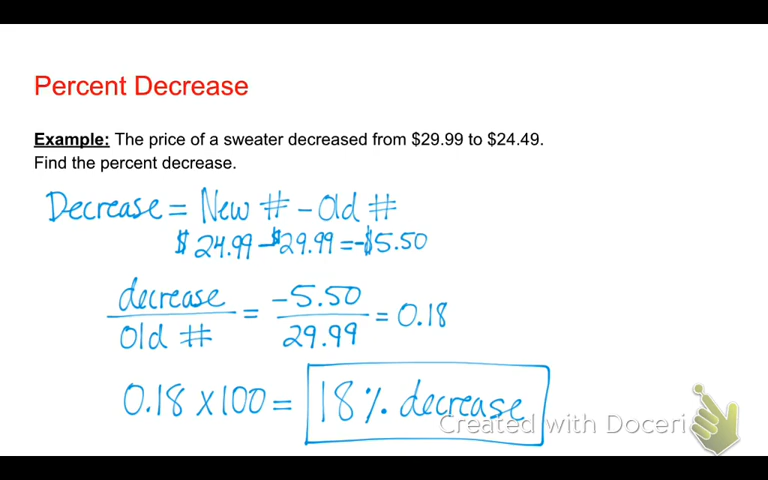 Percent Decrease
Example: The price of a sweater decreased from $29.99 to $24.49.
Find the percent decrease.
Decrease = New # - Old #
$24.99 - $29.99 = -$5.50
decrease / Old # = -5.50 / 29.99 = 0.18
0.18 x 100 = 18% decrease
Created with Doceri